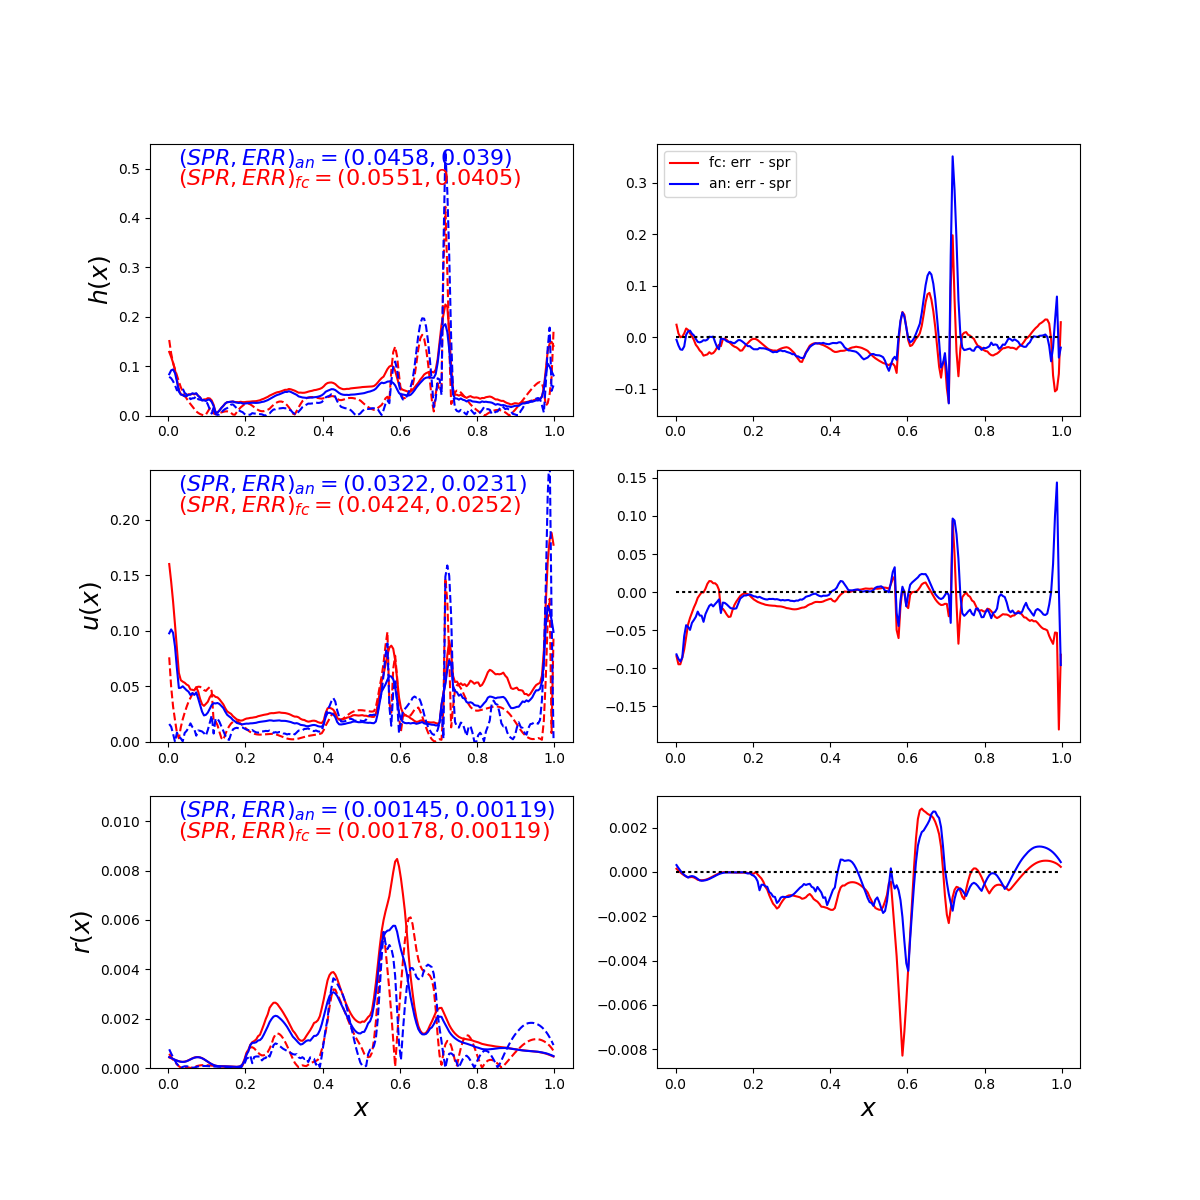 (SPR, ERR)an = (0.0458, 0.039)
(SPR, ERR)fc = (0.0551, 0.0405)
h(x)
0.5
0.4
0.3
0.2
0.1
0.0
0.0 0.2 0.4 0.6 0.8 1.0
fc: err - spr
an: err - spr
0.3
0.2
0.1
0.0
−0.1
0.0 0.2 0.4 0.6 0.8 1.0
(SPR, ERR)an = (0.0322, 0.0231)
(SPR, ERR)fc = (0.0424, 0.0252)
u(x)
0.20
0.15
0.10
0.05
0.00
0.0 0.2 0.4 0.6 0.8 1.0
0.15
0.10
0.05
0.00
−0.05
−0.10
−0.15
0.0 0.2 0.4 0.6 0.8 1.0
(SPR, ERR)an = (0.00145, 0.00119)
(SPR, ERR)fc = (0.00178, 0.00119)
r(x)
0.010
0.008
0.006
0.004
0.002
0.000
0.0 0.2 0.4 0.6 0.8 1.0
x
0.002
0.000
−0.002
−0.004
−0.006
−0.008
0.0 0.2 0.4 0.6 0.8 1.0
x